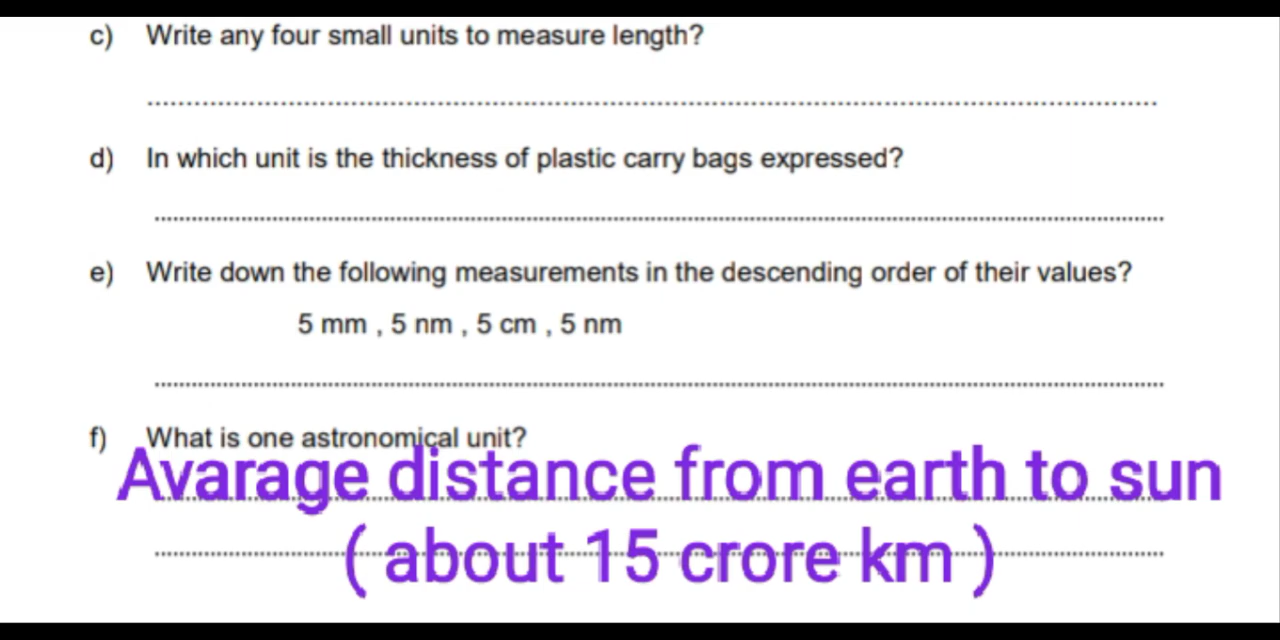 c) Write any four small units to measure length?
d) In which unit is the thickness of plastic carry bags expressed?
e) Write down the following measurements in the descending order of their values?
5 mm , 5 nm , 5 cm , 5 nm
f) What is one astronomical unit?
Avarage distance from earth to sun
( about 15 crore km )